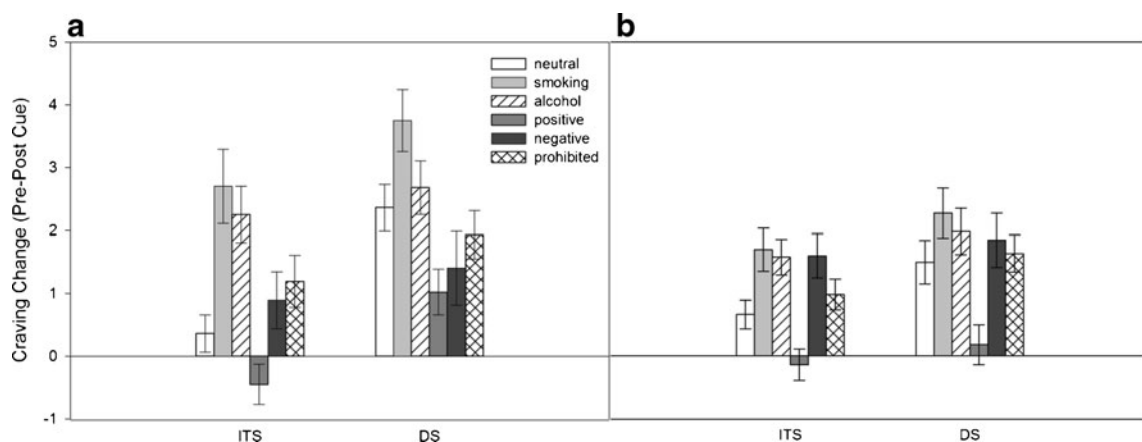 a
b
5
4
3
2
1
0
-1
Craving Change (Pre-Post Cue)
neutral
smoking
alcohol
positive
negative
prohibited
ITS
DS
ITS
DS